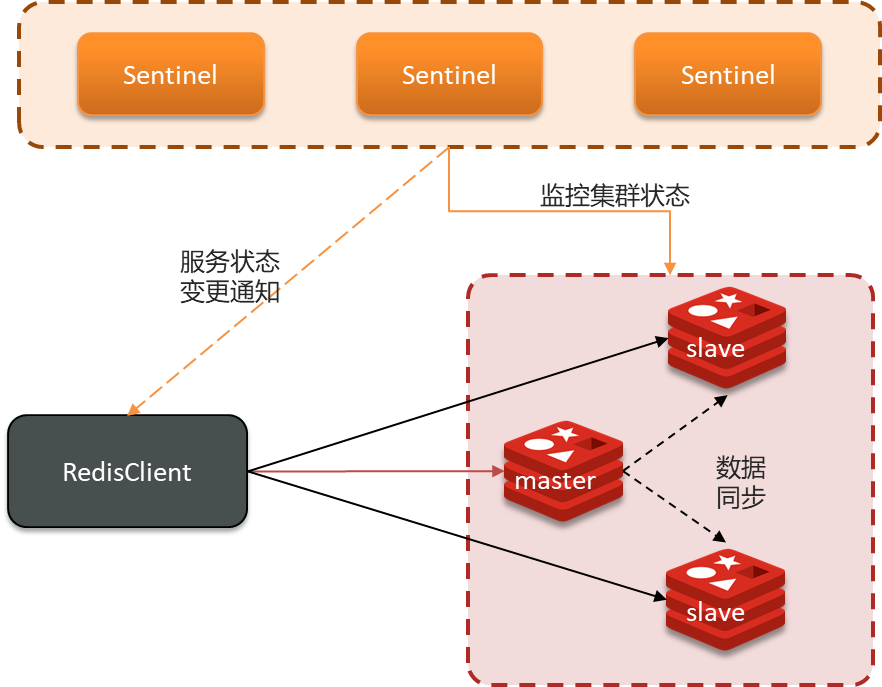 Sentinel
Sentinel
Sentinel
监控集群状态
服务状态
变更通知
slave
RedisClient
master
数据
同步
slave